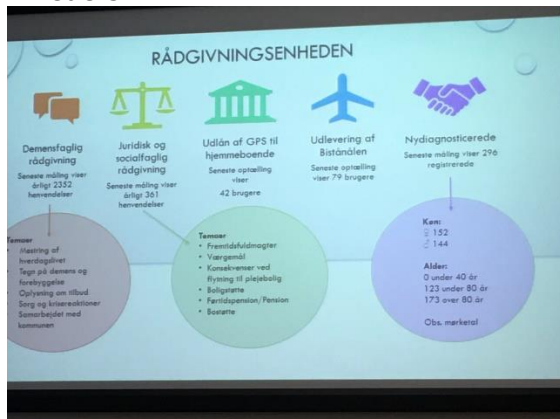 RÅDGIVNINGSENHEDEN
Demensfaglig
rådgivning
Seneste måling viser
årligt 2352
henvendelser
Juridisk og
socialfaglig
rådgivning
Seneste måling viser
årligt 361
henvendelser
Udlån af GPS til
hjemmeboende
Seneste optælling
viser
42 brugere
Udlevering af
Bistånålen
Seneste optælling
viser 79 brugere
Nydiagnosticerede
Seneste måling viser 296
registrerede
Temaer
• Mestring af
hverdagslivet
• Tegn på demens og
forebyggelse
Oplysning om tilbud
Sorg og krisereaktioner
Samarbejdet med
kommunen
Temaer
• Fremtidsfuldmagter
• Værgemål
• Konsekvenser ved
flytning til plejebolig
• Boligstøtte
• Førtidspension/Pension
• Bostøtte
Køn:
♀ 152
♂ 144
Alder:
0 under 40 år
123 under 80 år
173 over 80 år
Obs. mørketal